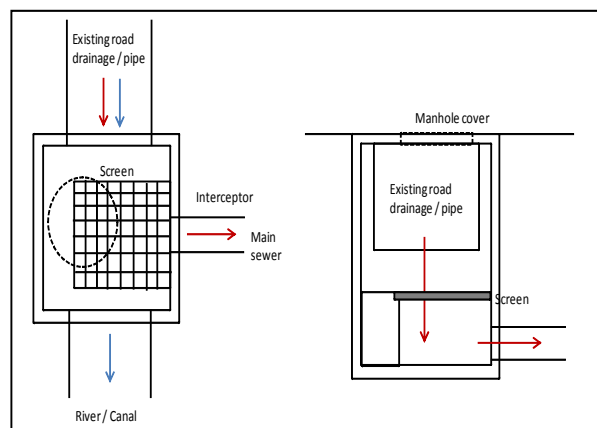 Existing road
drainage / pipe
Screen
Interceptor
Main
sewer
River / Canal
Manhole cover
Existing road
drainage / pipe
Screen